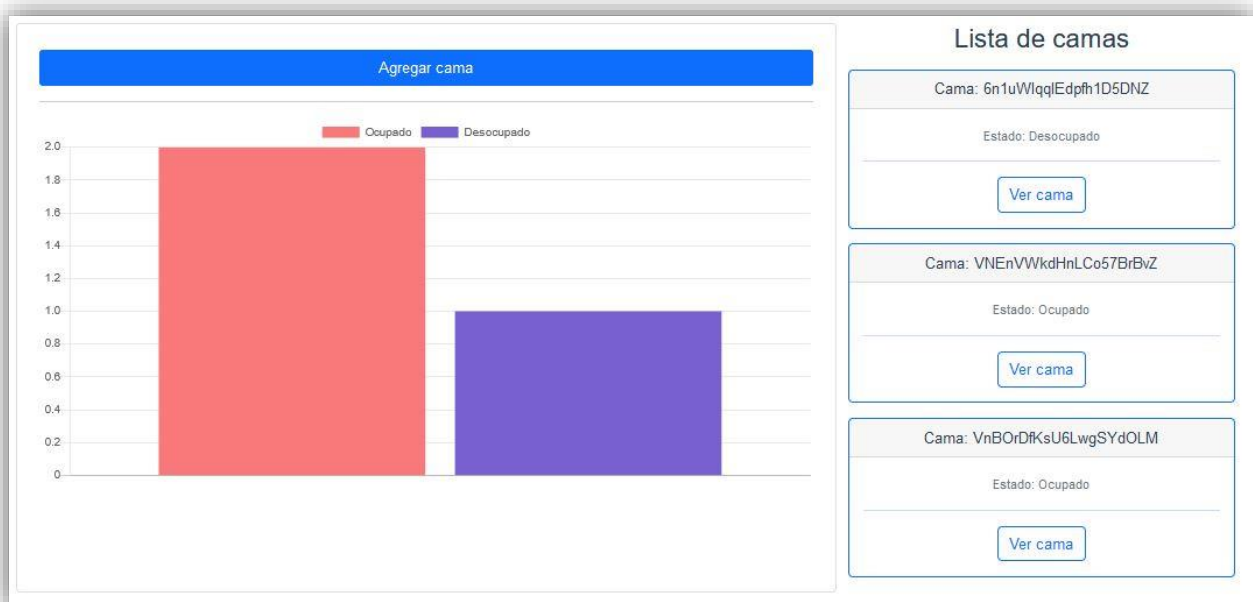 Agregar cama
Ocupado Desocupado
2.0
1.8
1.6
1.4
1.2
1.0
0.8
0.6
0.4
0.2
0
Lista de camas
Cama: 6n1uWIqqlEdpfh1D5DNZ
Estado: Desocupado
Ver cama
Cama: VNEnVWkdHnLCo57BrBvZ
Estado: Ocupado
Ver cama
Cama: VnBOrDfKsU6LwgSYdOLM
Estado: Ocupado
Ver cama